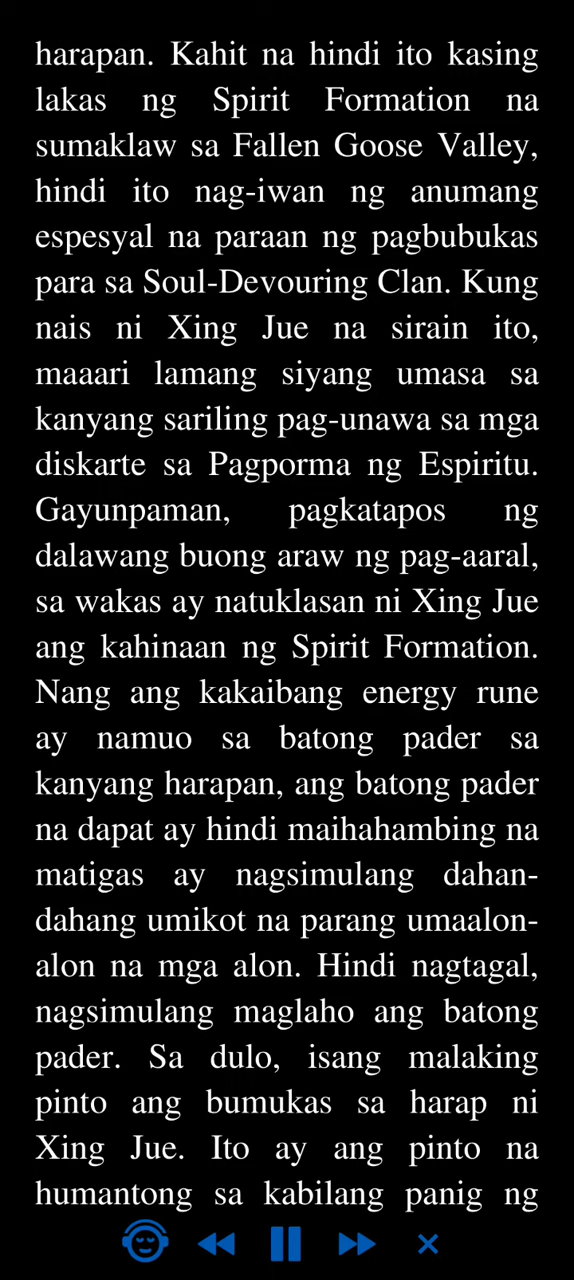 harapan. Kahit na hindi ito kasing
lakas ng Spirit Formation na
sumaklaw sa Fallen Goose Valley,
hindi ito nag-iwan ng anumang
espesyal na paraan ng pagbubukas
para sa Soul-Devouring Clan. Kung
nais ni Xing Jue na sirain ito,
maaari lamang siyang umasa sa
kanyang sariling pag-unawa sa mga
diskarte sa Pagporma ng Espiritu.
Gayunpaman, pagkatapos ng
dalawang buong araw ng pag-aaral,
sa wakas ay natuklasan ni Xing Jue
ang kahinaan ng Spirit Formation.
Nang ang kakaibang energy rune
ay namuo sa batong pader sa
kanyang harapan, ang batong pader
na dapat ay hindi maihahambing na
matigas ay nagsimulang dahan-
dahang umikot na parang umaalon-
alon na mga alon. Hindi nagtagal,
nagsimulang maglaho ang batong
pader. Sa dulo, isang malaking
pinto ang bumukas sa harap ni
Xing Jue. Ito ay ang pinto na
humantong sa kabilang panig ng